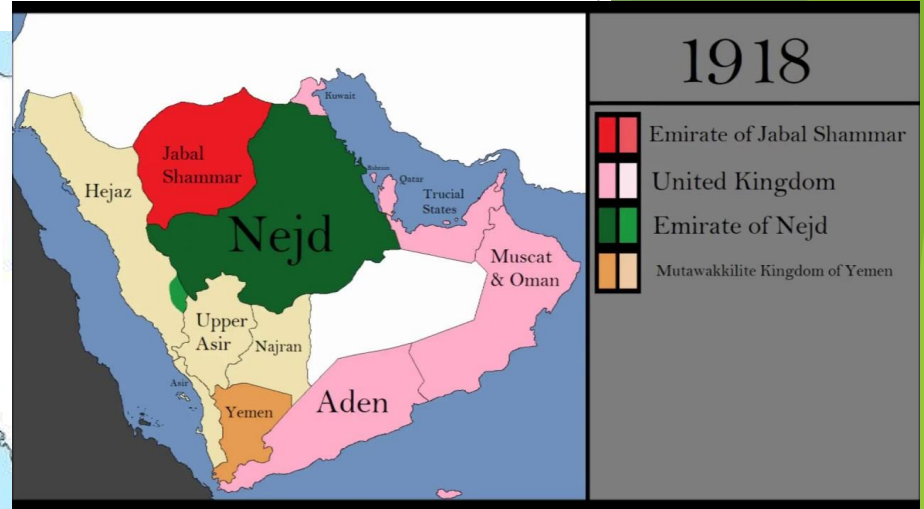 1918
Kuwait
Jabal
Shammar
Hejaz
Bahrain
Qatar
Trucial
States
Nejd
Muscat
& Oman
Upper
Asir
Najran
Asir
Yemen
Aden
Emirate of Jabal Shammar
United Kingdom
Emirate of Nejd
Mutawakkilite Kingdom of Yemen